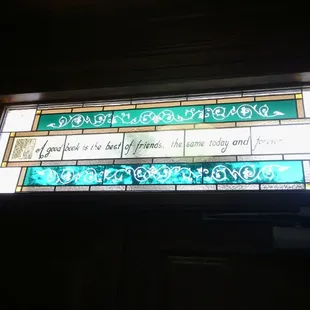 good book is the best of friends, the same today and forever